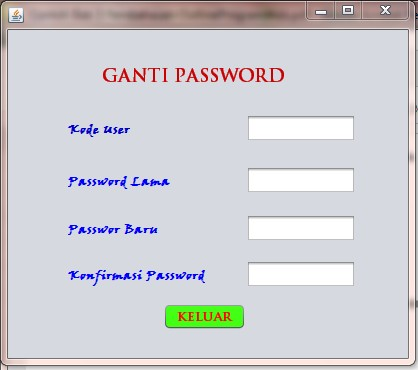 GANTI PASSWORD
Kode User
Password Lama
Passwor Baru
Konfirmasi Password
KELUAR